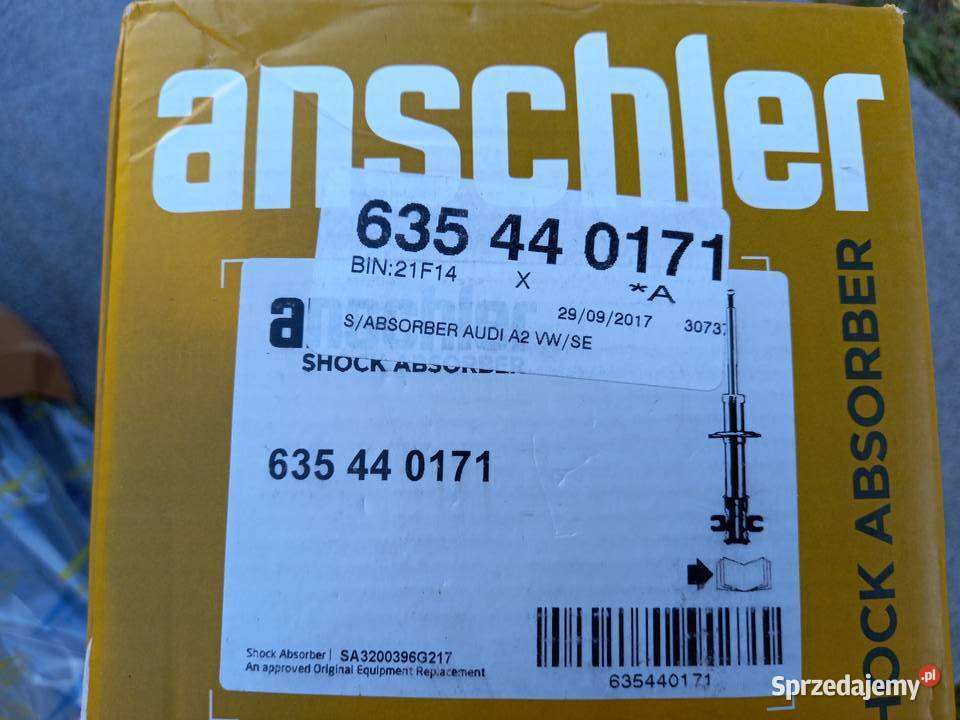 anschler
635 44 0171
BIN:21F14 X *A
29/09/2017 3073
S/ABSORBER AUDI A2 VW/SE
a
SHOCK ABSORBER
635 44 0171
Shock Absorber | SA3200396G217
An approved Original Equipment Replacement
635440171
SHOCK ABSORBER
Sprzedajemy.pl